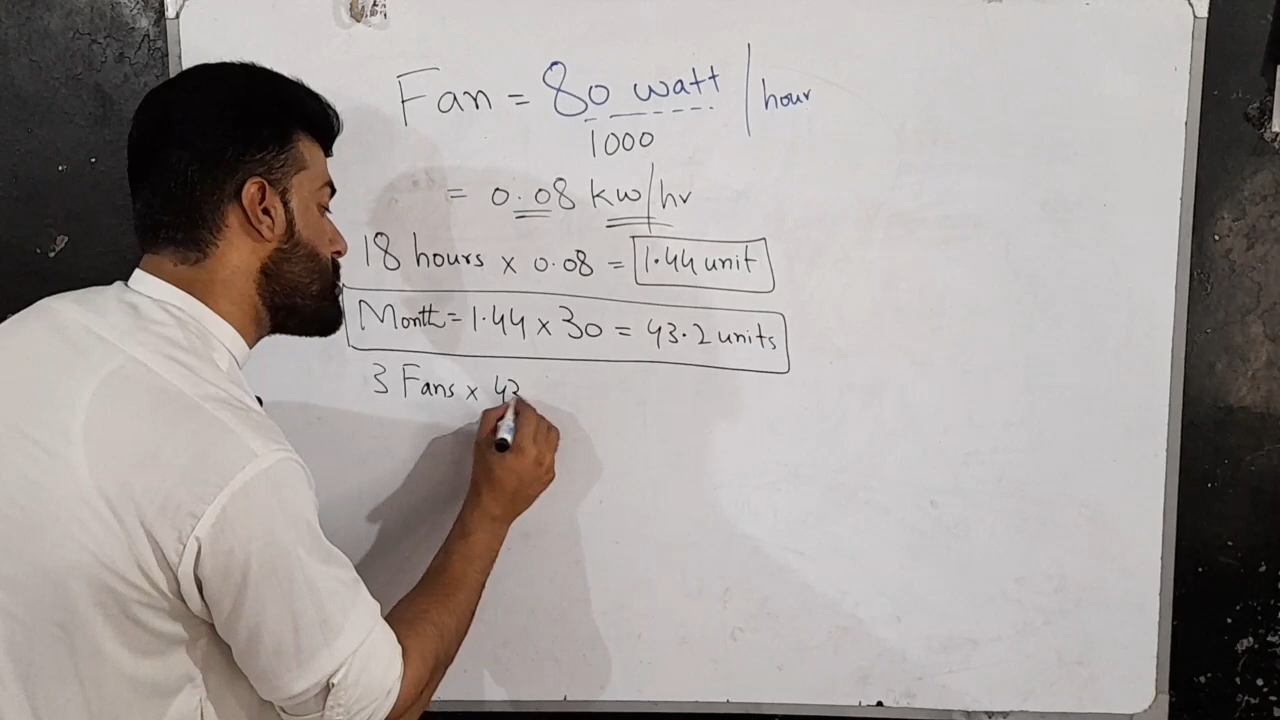 Fan = 80 watt / hour
1000
= 0.08 kw/hr
18 hours x 0.08 = 1.44 unit
Month = 1.44 x 30 = 43.2 units
3 Fans x 43